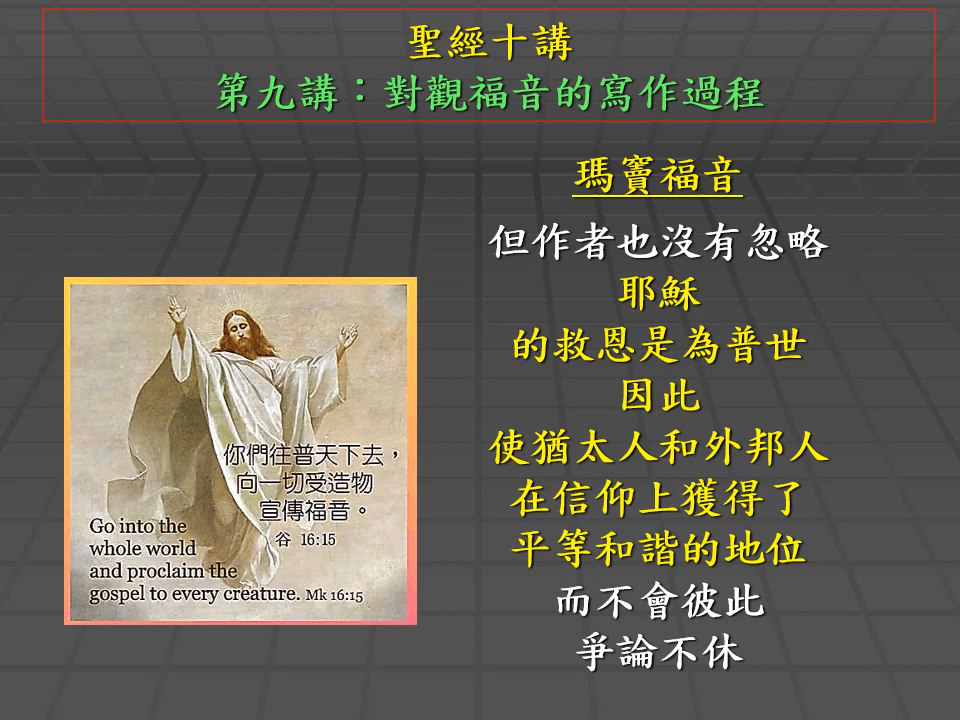 聖經十講
第九講：對觀福音的寫作過程
瑪竇福音
但作者也沒有忽略
耶穌
的救恩是為普世
因此
使猶太人和外邦人
在信仰上獲得了
平等和諧的地位
而不會彼此
爭論不休
你們往普天下去，
向一切受造物
宣傳福音。
谷 16:15
Go into the
whole world
and proclaim the
gospel to every creature. Mk 16:15